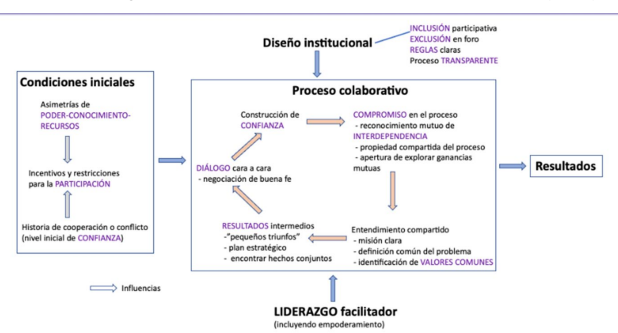 Diseño institucional
INCLUSIÓN participativa
EXCLUSIÓN en foro
REGLAS claras
Proceso TRANSPARENTE
Condiciones iniciales
Asimetrías de
PODER-CONOCIMIENTO-
RECURSOS
Incentivos y restricciones
para la PARTICIPACIÓN
Historia de cooperación o conflicto
(nivel inicial de CONFIANZA)
Influencias
Proceso colaborativo
Construcción de
CONFIANZA
COMPROMISO en el proceso
- reconocimiento mutuo de
INTERDEPENDENCIA
- propiedad compartida del proceso
- apertura de explorar ganancias
mutuas
DIÁLOGO cara a cara
- negociación de buena fe
RESULTADOS intermedios
-"pequeños triunfos"
- plan estratégico
- encontrar hechos conjuntos
Entendimiento compartido
- misión clara
- definición común del problema
- identificación de VALORES COMUNES
Resultados
LIDERAZGO facilitador
(incluyendo empoderamiento)